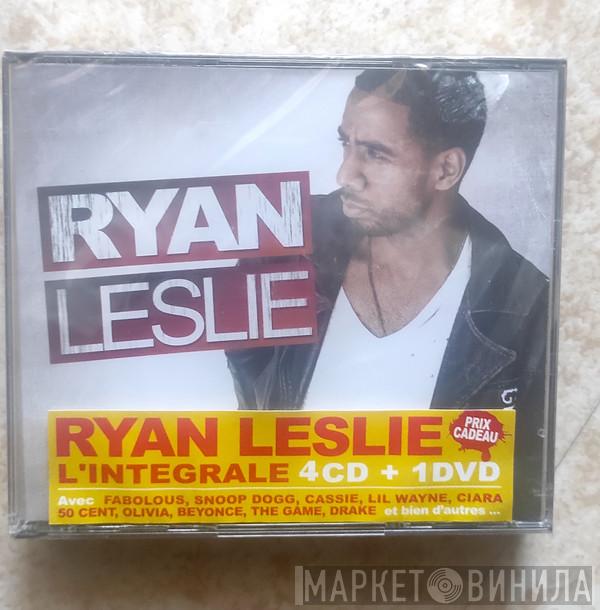 RYAN
LESLIE
RYAN LESLIE
PRIX
CADEAU
L'INTEGRALE 4CD + 1DVD
Avec FABOLOUS, SNOOP DOGG, CASSIE, LIL WAYNE, CIARA
50 CENT, OLIVIA, BEYONCE, THE GAME, DRAKE et bien d'autres ...
МАРКЕТ ВИНИЛА